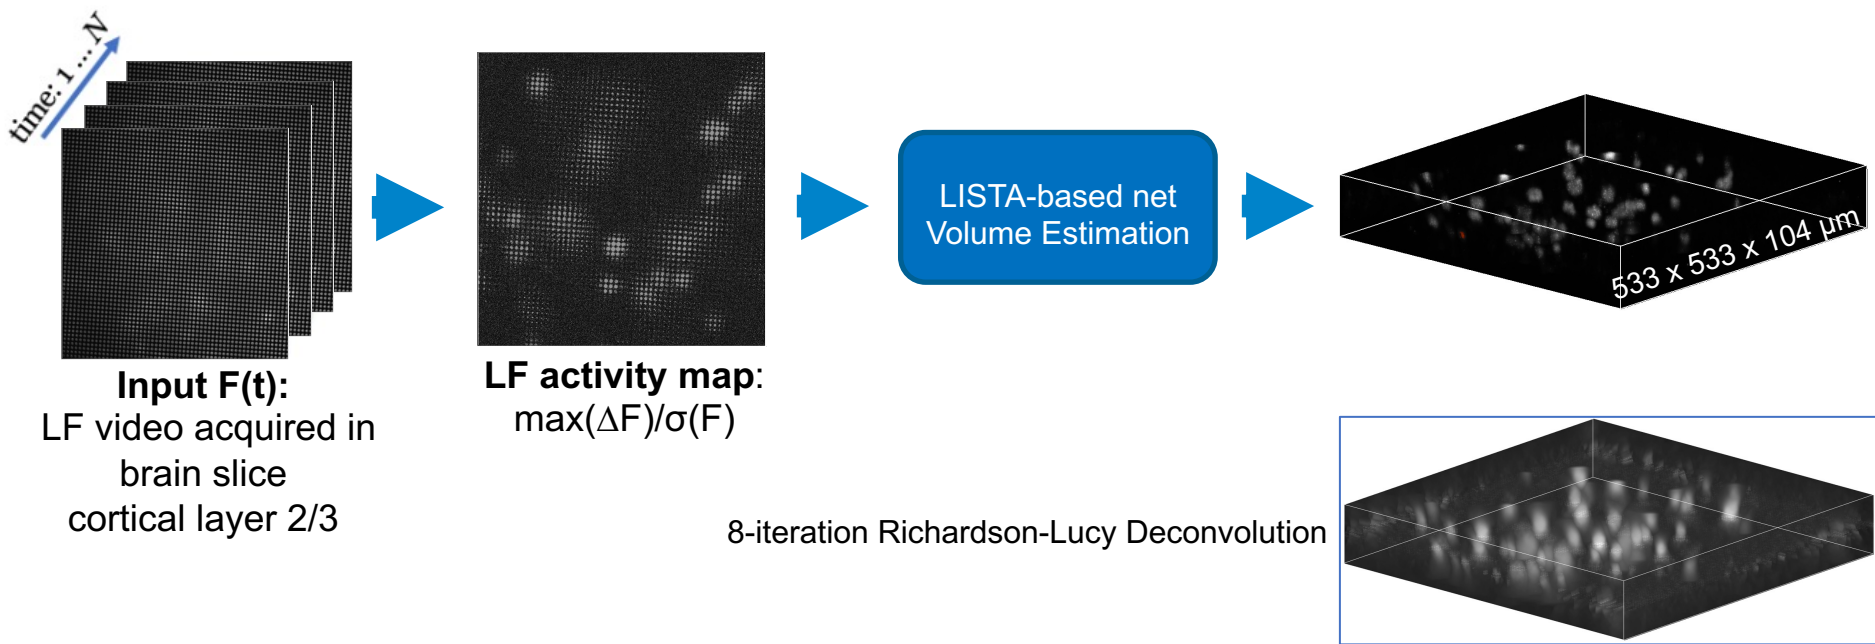 time: 1 ... N
Input F(t):
LF video acquired in
brain slice
cortical layer 2/3
LF activity map:
max(ΔF)/σ(F)
LISTA-based net
Volume Estimation
533 x 533 x 104 μm
8-iteration Richardson-Lucy Deconvolution